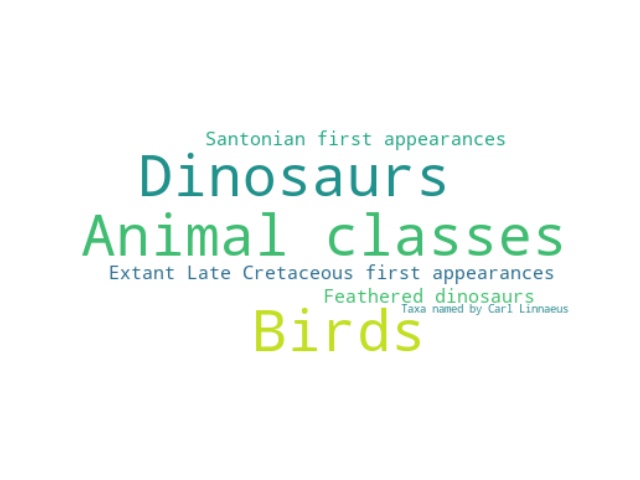 Santonian first appearances
Dinosaurs
Animal classes
Extant Late Cretaceous first appearances
Feathered dinosaurs
Taxa named by Carl Linnaeus
Birds